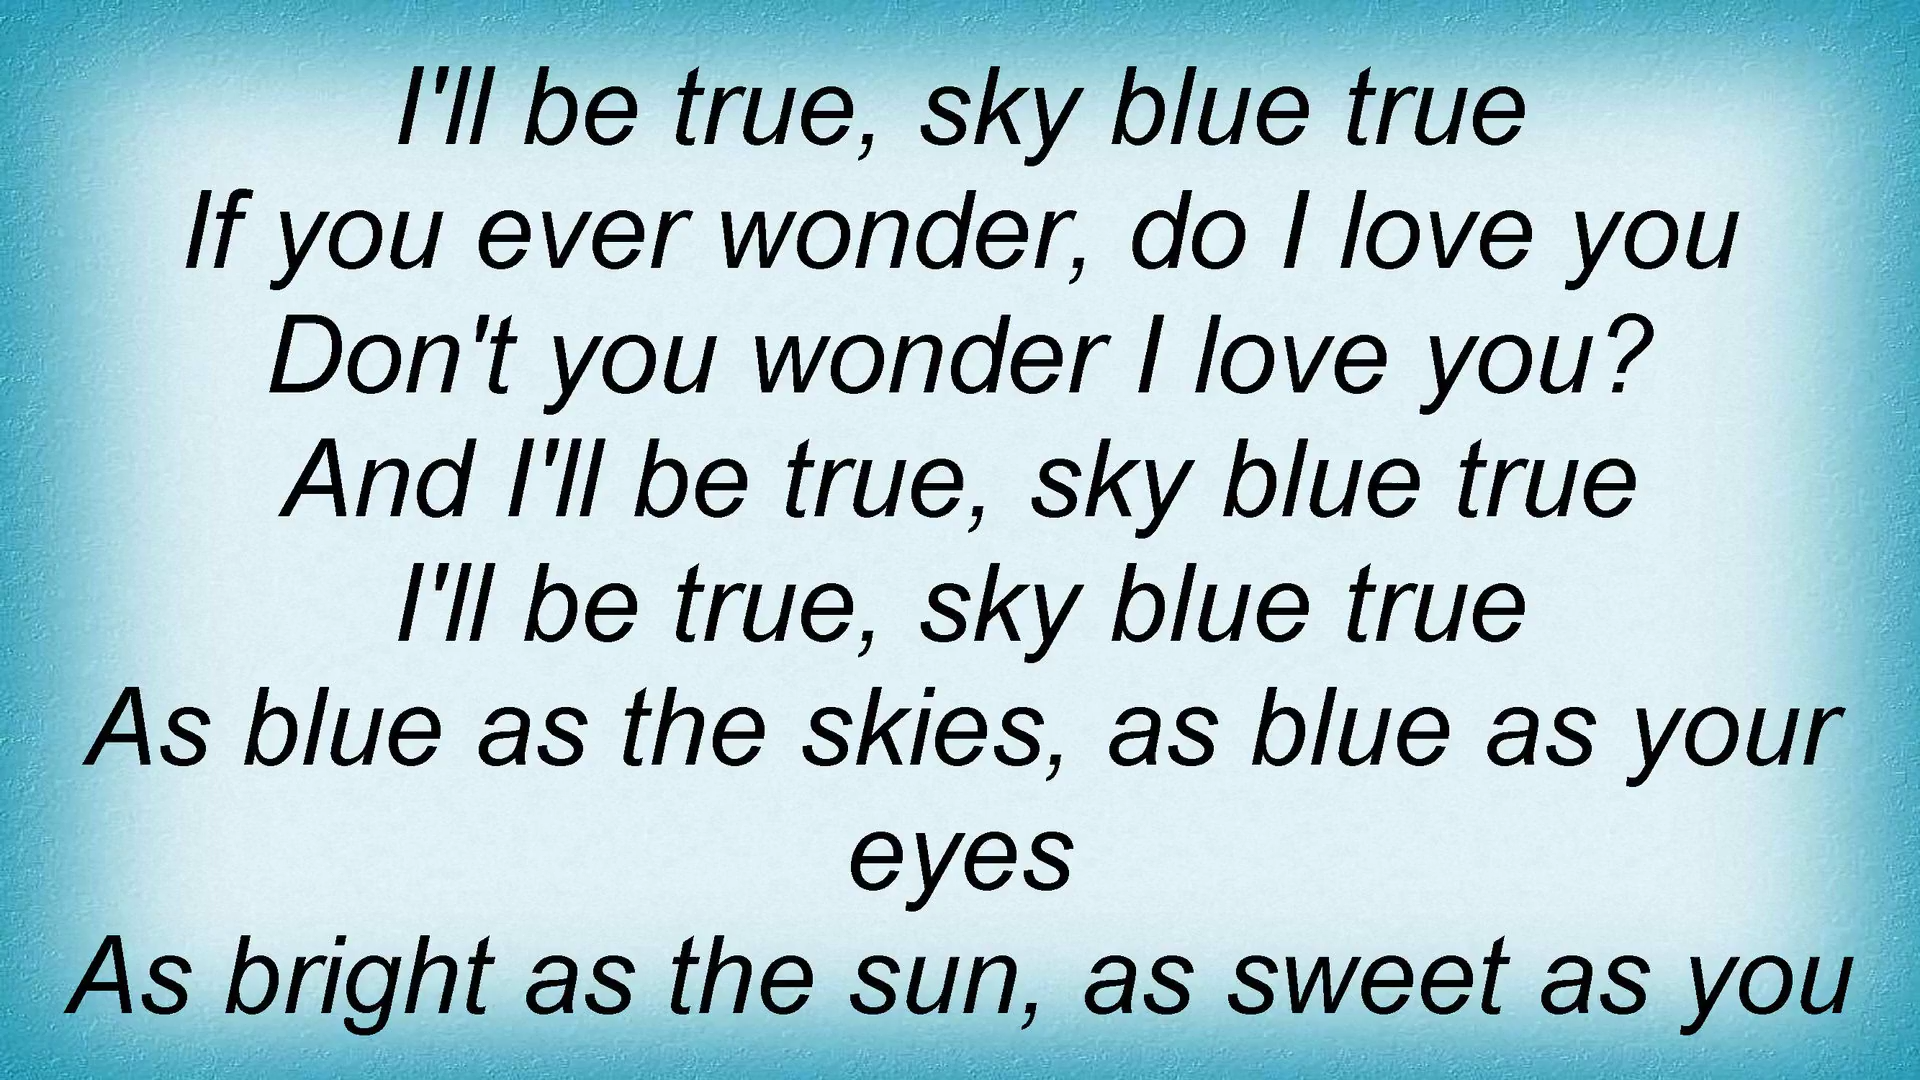 I'll be true, sky blue true
If you ever wonder, do I love you
Don't you wonder I love you?
And I'll be true, sky blue true
I'll be true, sky blue true
As blue as the skies, as blue as your
eyes
As bright as the sun, as sweet as you